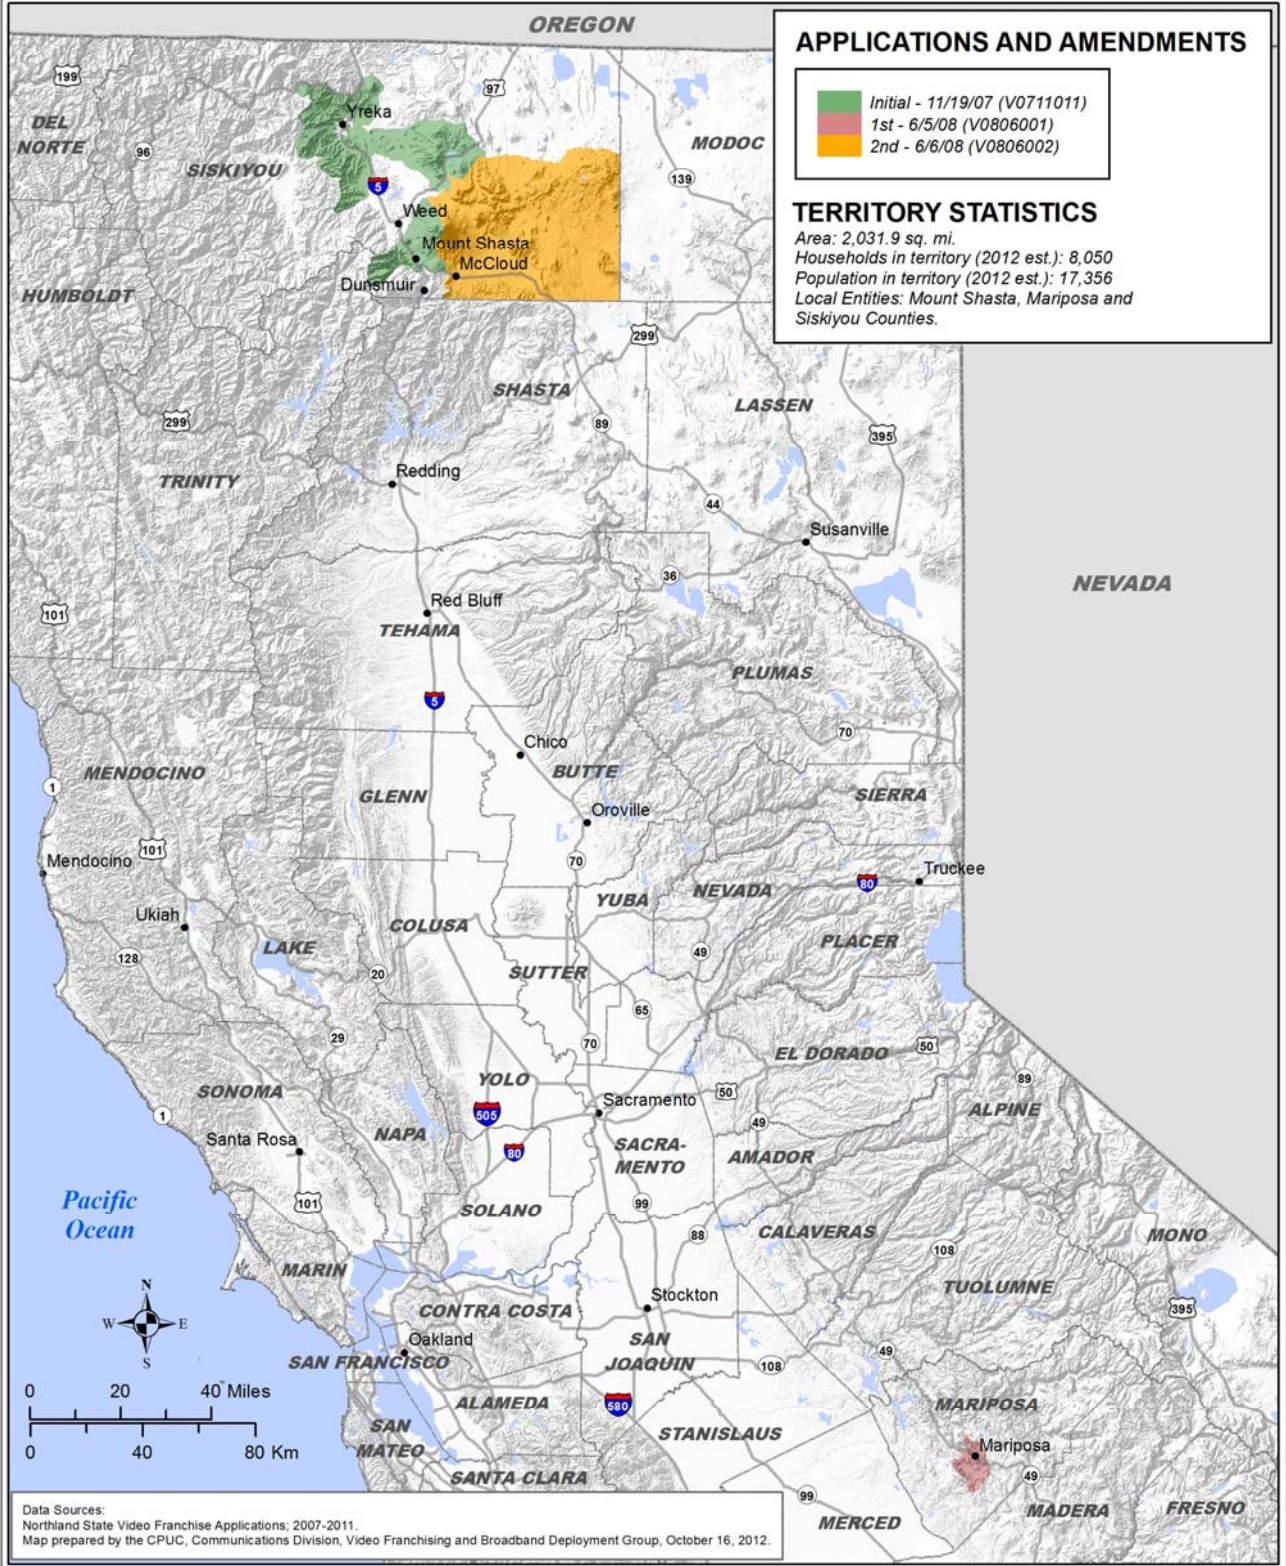 OREGON
APPLICATIONS AND AMENDMENTS
Initial - 11/19/07 (V0711011)
1st - 6/5/08 (V0806001)
2nd - 6/6/08 (V0806002)
TERRITORY STATISTICS
Area: 2,031.9 sq. mi.
Households in territory (2012 est.): 8,050
Population in territory (2012 est.): 17,356
Local Entities: Mount Shasta, Mariposa and
Siskiyou Counties.
199
97
Yreka
DEL
NORTE
96
SISKIYOU
MODOC
139
5
Weed
Mount Shasta
McCloud
Dunsmuir
HUMBOLDT
299
SHASTA
LASSEN
299
89
395
Redding
TRINITY
44
Susanville
36
NEVADA
101
Red Bluff
TEHAMA
PLUMAS
5
70
Chico
BUTTE
MENDOCINO
1
GLENN
SIERRA
Oroville
101
Mendocino
70
Truckee
80
NEVADA
YUBA
Ukiah
COLUSA
PLACER
LAKE
128
49
20
SUTTER
65
29
70
50
EL DORADO
YOLO
89
SONOMA
50
Sacramento
ALPINE
505
1
49
NAPA
Santa Rosa
SACRA-
MENTO
80
AMADOR
Pacific
Ocean
101
99
SOLANO
88
CALAVERAS
MONO
108
MARIN
TUOLUMNE
N
W
E
S
Stockton
CONTRA COSTA
395
Oakland
SAN
JOAQUIN
49
SAN FRANCISCO
108
0 20 40 Miles
0 40 80 Km
ALAMEDA
580
MARIPOSA
SAN
MATEO
STANISLAUS
Mariposa
SANTA CLARA
49
99
MERCED
MADERA
FRESNO
Data Sources:
Northland State Video Franchise Applications; 2007-2011.
Map prepared by the CPUC, Communications Division, Video Franchising and Broadband Deployment Group, October 16, 2012.